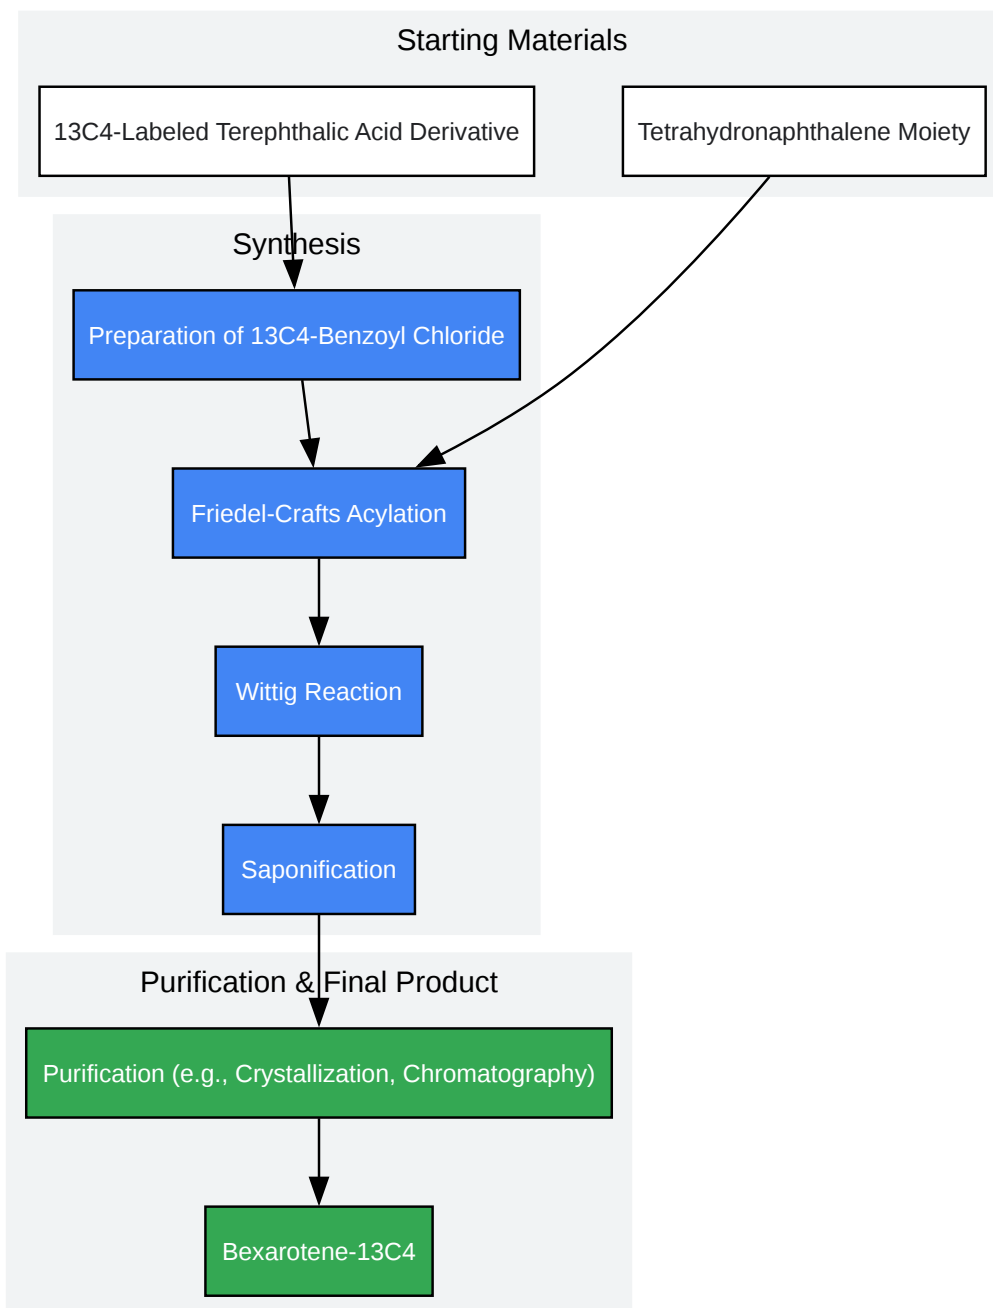 Starting Materials
13C4-Labeled Terephthalic Acid Derivative
Tetrahydronaphthalene Moiety
Synthesis
Preparation of 13C4-Benzoyl Chloride
Friedel-Crafts Acylation
Wittig Reaction
Saponification
Purification & Final Product
Purification (e.g., Crystallization, Chromatography)
Bexarotene-13C4